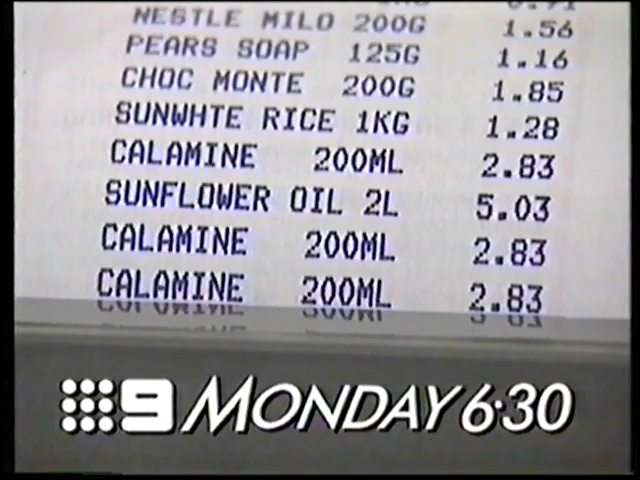 NESTLE MILO 200G 1.56
PEARS SOAP 125G 1.16
CHOC MONTE 200G 1.85
SUNWHTE RICE 1KG 1.28
CALAMINE 200ML 2.83
SUNFLOWER OIL 2L 5.03
CALAMINE 200ML 2.83
CALAMINE 200ML 2.83
9 MONDAY 6·30